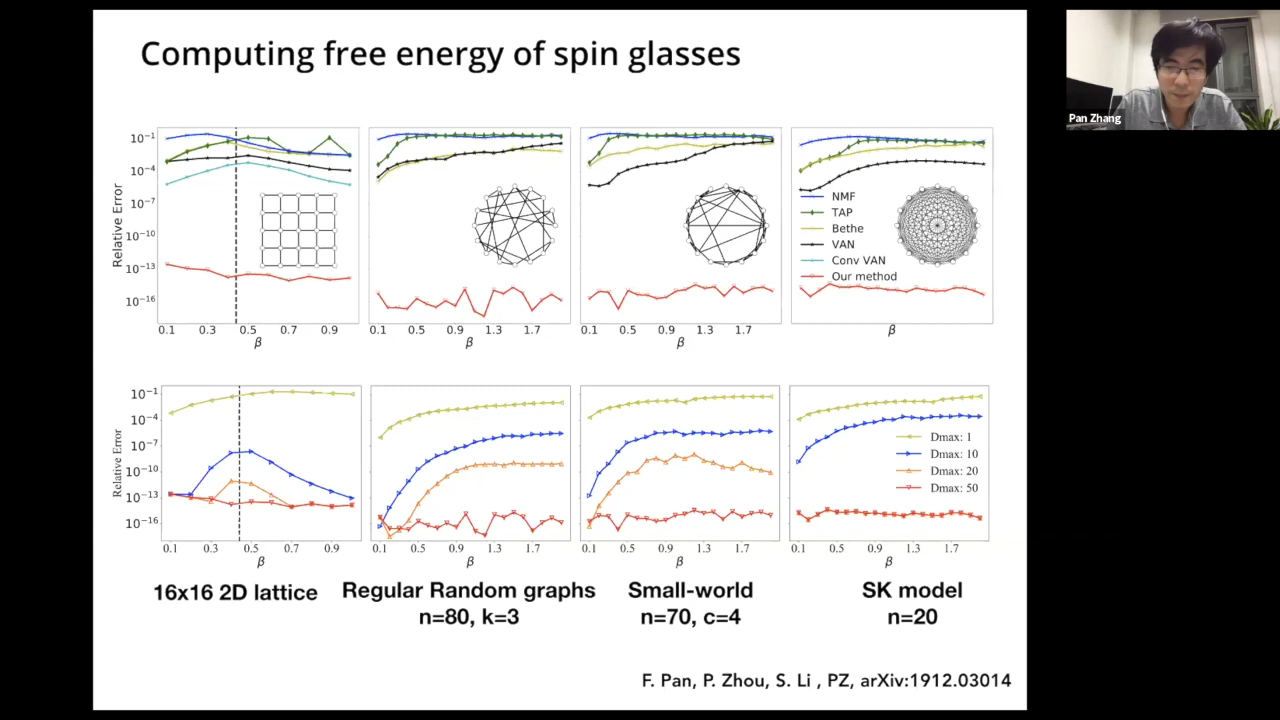 Computing free energy of spin glasses
Pan Zhang
Relative Error
10⁻¹
10⁻⁴
10⁻⁷
10⁻¹⁰
10⁻¹³
10⁻¹⁶
0.1 0.3 0.5 0.7 0.9
β
0.1 0.5 0.9 1.3 1.7
β
0.1 0.5 0.9 1.3 1.7
β
NMF
TAP
Bethe
VAN
Conv VAN
Our method
β
Relative Error
10⁻¹
10⁻⁴
10⁻⁷
10⁻¹⁰
10⁻¹³
10⁻¹⁶
0.1 0.3 0.5 0.7 0.9
β
0.1 0.5 0.9 1.3 1.7
β
0.1 0.5 0.9 1.3 1.7
β
Dmax: 1
Dmax: 10
Dmax: 20
Dmax: 50
0.1 0.5 0.9 1.3 1.7
β
16x16 2D lattice
Regular Random graphs
n=80, k=3
Small-world
n=70, c=4
SK model
n=20
F. Pan, P. Zhou, S. Li , PZ, arXiv:1912.03014